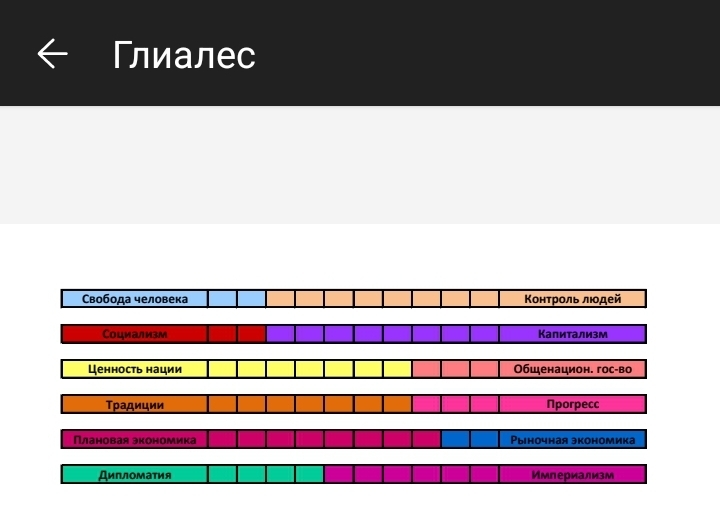 Глиалес
Свобода человека Контроль людей
Социализм Капитализм
Ценность нации Общенацион. гос-во
Традиции Прогресс
Плановая экономика Рыночная экономика
Дипломатия Империализм